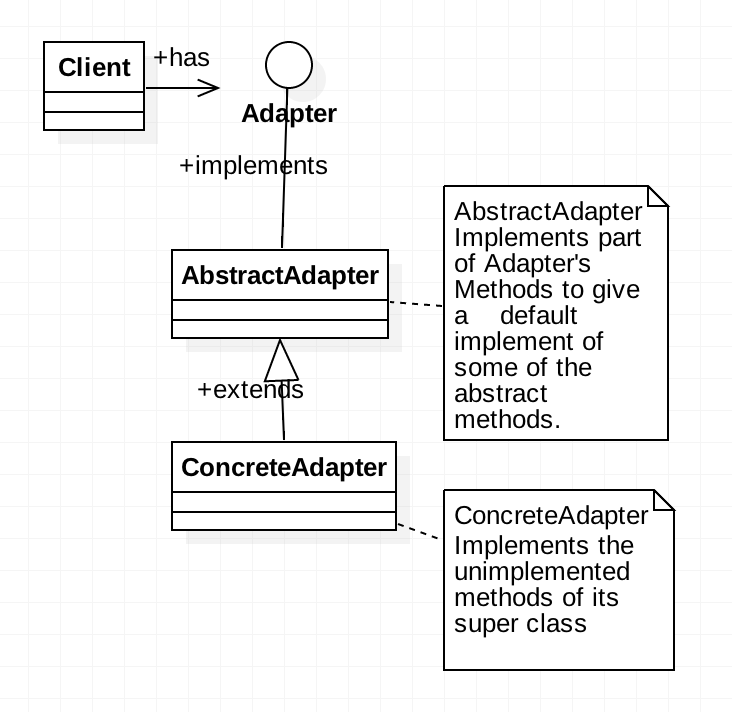 Client
+has
Adapter
+implements
AbstractAdapter
AbstractAdapter
Implements part
of Adapter's
Methods to give
a default
implement of
some of the
abstract
methods.
+extends
ConcreteAdapter
ConcreteAdapter
Implements the
unimplemented
methods of its
super class